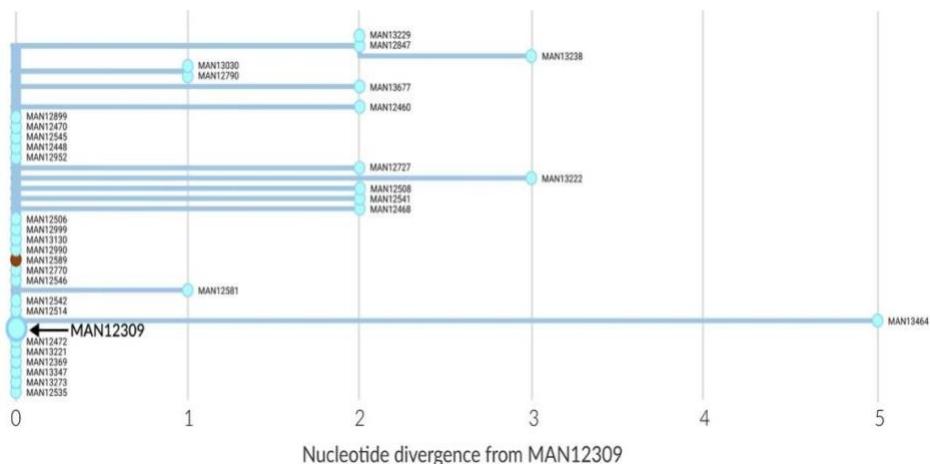 MAN13229
MAN12847
MAN13238
MAN13030
MAN12790
MAN13677
MAN12460
MAN12899
MAN12470
MAN12545
MAN12448
MAN12952
MAN12727
MAN13222
MAN12508
MAN12541
MAN12468
MAN12506
MAN12999
MAN13130
MAN12990
MAN12589
MAN12770
MAN12546
MAN12581
MAN12542
MAN12514
MAN13464
MAN12309
MAN12472
MAN13221
MAN12369
MAN13347
MAN13273
MAN12535
0 1 2 3 4 5
Nucleotide divergence from MAN12309